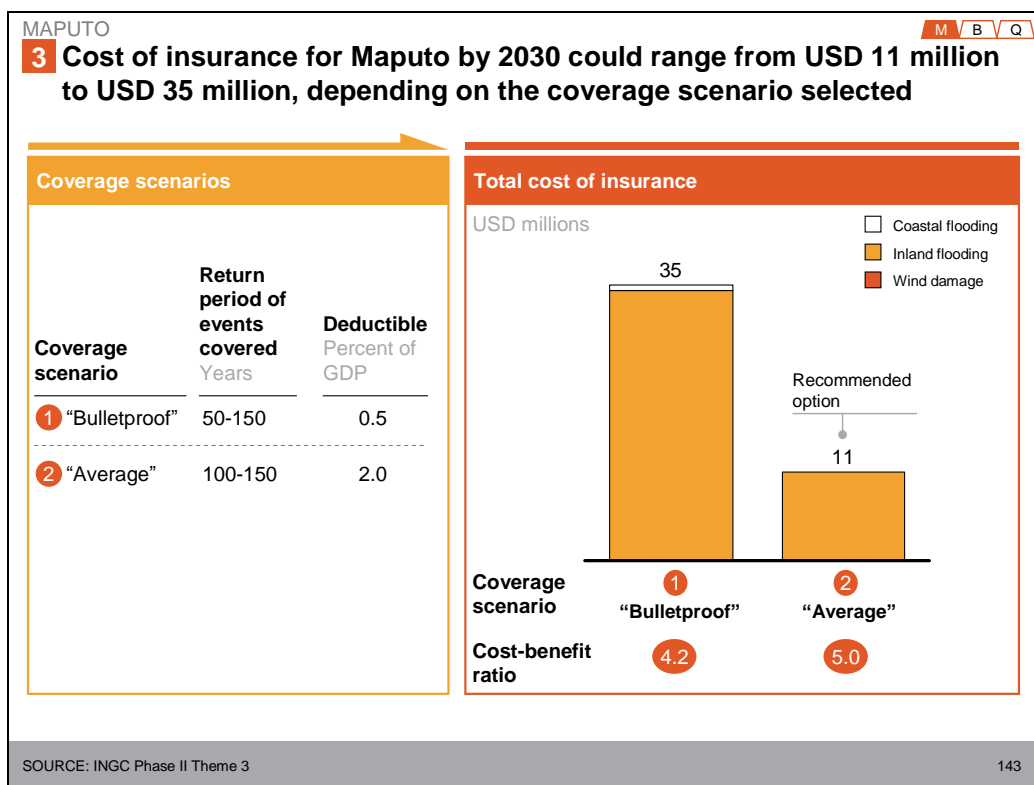 MAPUTO
M B Q
3 Cost of insurance for Maputo by 2030 could range from USD 11 million
to USD 35 million, depending on the coverage scenario selected
Coverage scenarios
Coverage
scenario
Return
period of
events
covered
Years
Deductible
Percent of
GDP
1 “Bulletproof” 50-150 0.5
2 “Average” 100-150 2.0
Total cost of insurance
USD millions
Coastal flooding
Inland flooding
Wind damage
35
Recommended
option
11
Coverage
scenario
1 2
“Bulletproof” “Average”
Cost-benefit
ratio
4.2 5.0
SOURCE: INGC Phase II Theme 3 143